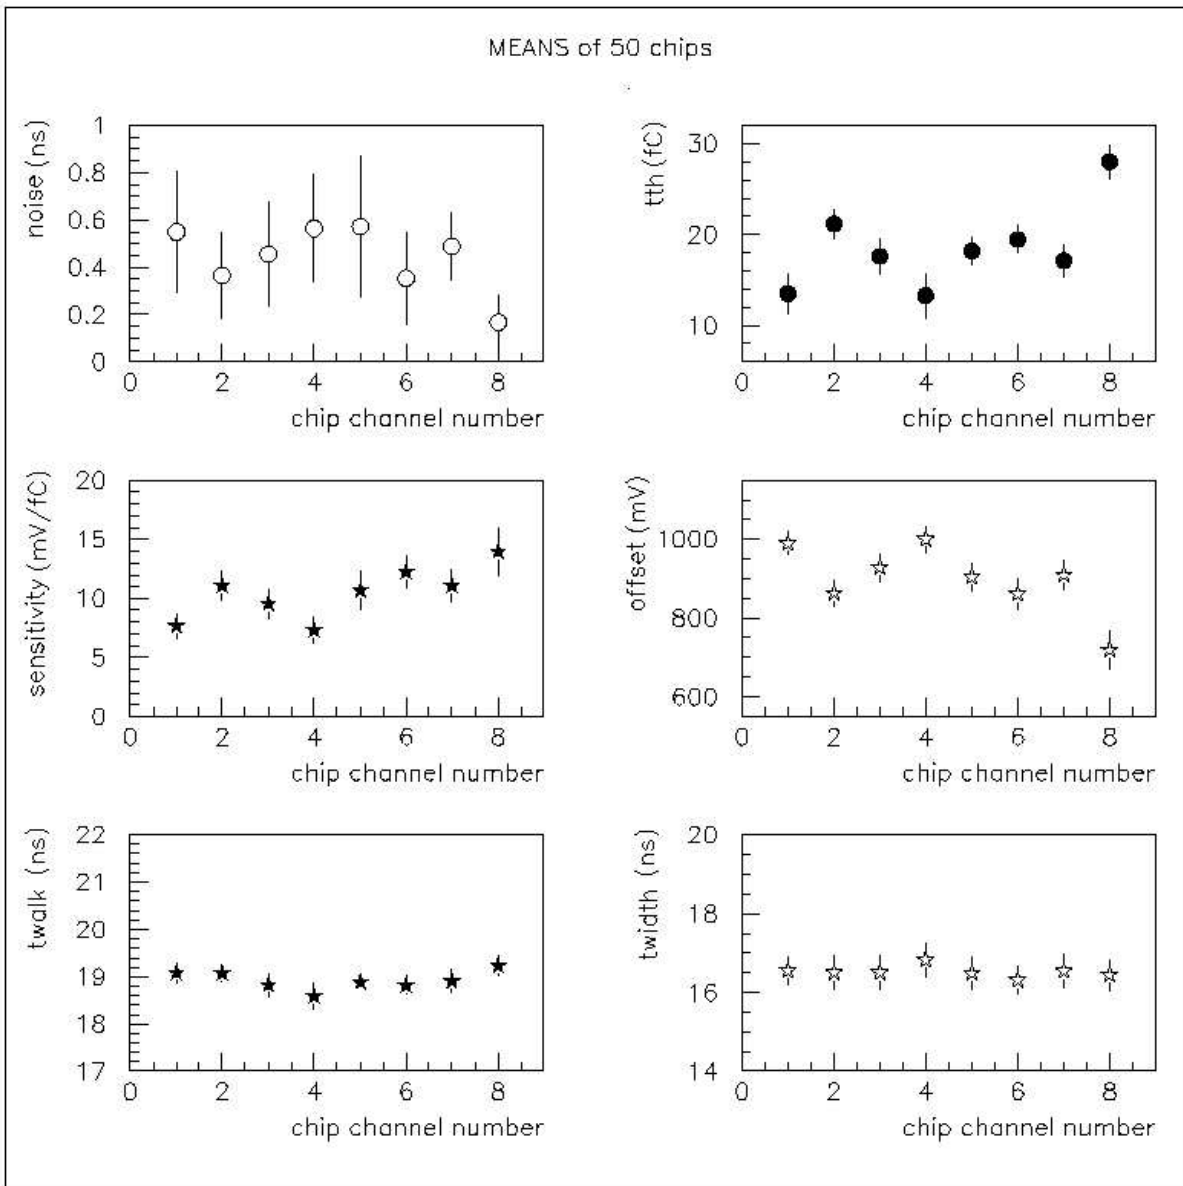 MEANS of 50 chips
noise (ns)
1
0.8
0.6
0.4
0.2
0
0 2 4 6 8
chip channel number
tth (fC)
30
20
10
0 2 4 6 8
chip channel number
sensitivity (mV/fC)
20
15
10
5
0
0 2 4 6 8
chip channel number
offset (mV)
1000
800
600
0 2 4 6 8
chip channel number
twalk (ns)
22
21
20
19
18
17
0 2 4 6 8
chip channel number
twidth (ns)
20
18
16
14
0 2 4 6 8
chip channel number